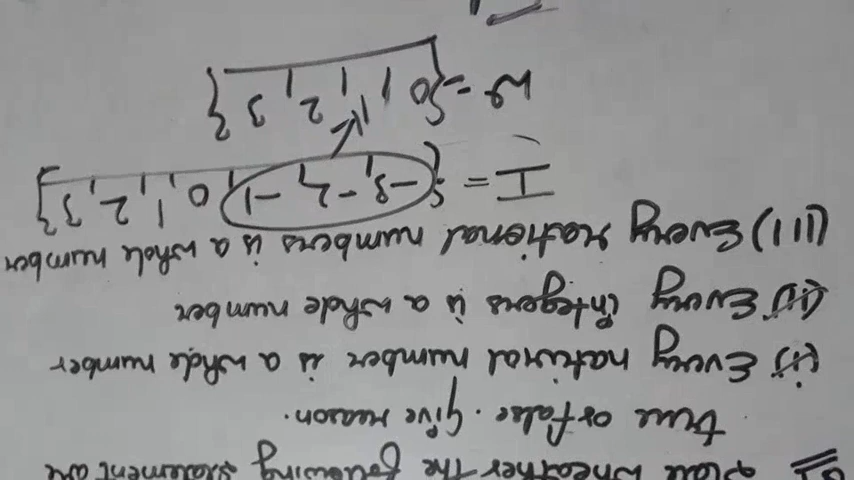 Q1 State wheather the following statement are
true or false. Give reason.
(i) Every natural number is a whole number
(ii) Every integers is a whole number
(iii) Every rational numbers is a whole number
I = {-3, -2, -1, 0, 1, 2, 3}
W = {0, 1, 2, 3}